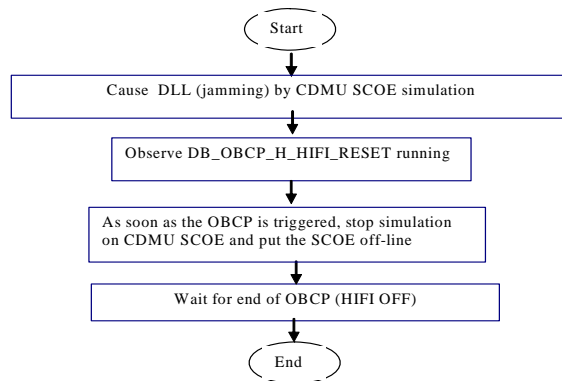 Start
Cause DLL (jamming) by CDMU SCOE simulation
Observe DB_OBCP_H_HIFI_RESET running
As soon as the OBCP is triggered, stop simulation
on CDMU SCOE and put the SCOE off-line
Wait for end of OBCP (HIFI OFF)
End